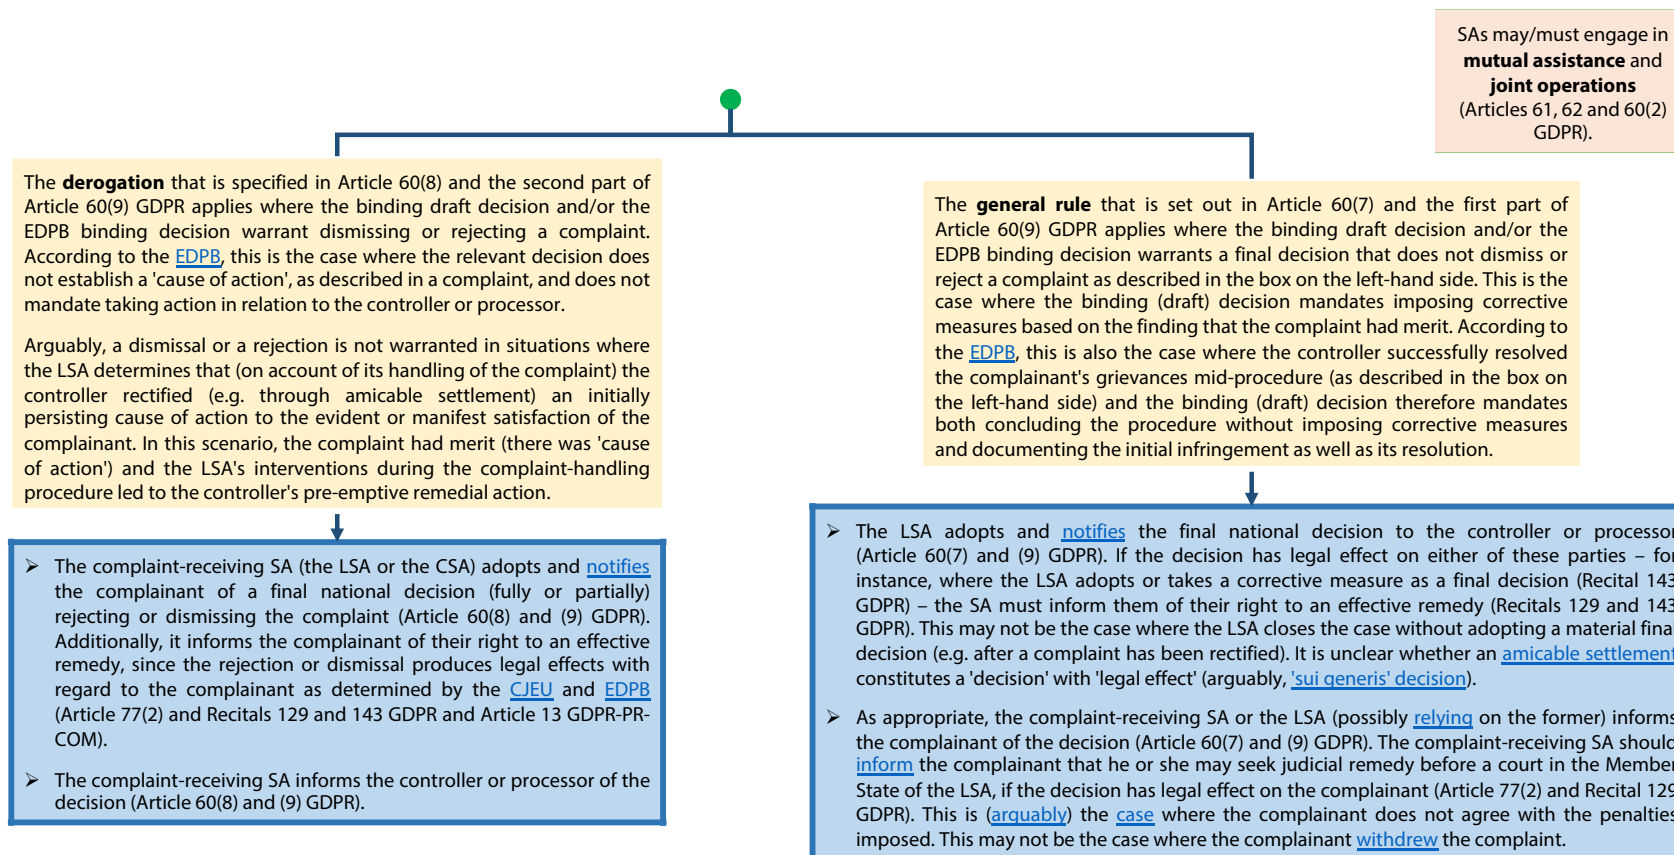 SAs may/must engage in
mutual assistance and
joint operations
(Articles 61, 62 and 60(2)
GDPR).
The derogation that is specified in Article 60(8) and the second part of
Article 60(9) GDPR applies where the binding draft decision and/or the
EDPB binding decision warrant dismissing or rejecting a complaint.
According to the EDPB, this is the case where the relevant decision does
not establish a 'cause of action', as described in a complaint, and does not
mandate taking action in relation to the controller or processor.
Arguably, a dismissal or a rejection is not warranted in situations where
the LSA determines that (on account of its handling of the complaint) the
controller rectified (e.g. through amicable settlement) an initially
persisting cause of action to the evident or manifest satisfaction of the
complainant. In this scenario, the complaint had merit (there was 'cause
of action') and the LSA's interventions during the complaint-handling
procedure led to the controller's pre-emptive remedial action.
The general rule that is set out in Article 60(7) and the first part of
Article 60(9) GDPR applies where the binding draft decision and/or the
EDPB binding decision warrants a final decision that does not dismiss or
reject a complaint as described in the box on the left-hand side. This is the
case where the binding (draft) decision mandates imposing corrective
measures based on the finding that the complaint had merit. According to
the EDPB, this is also the case where the controller successfully resolved
the complainant's grievances mid-procedure (as described in the box on
the left-hand side) and the binding (draft) decision therefore mandates
both concluding the procedure without imposing corrective measures
and documenting the initial infringement as well as its resolution.
➢ The complaint-receiving SA (the LSA or the CSA) adopts and notifies
the complainant of a final national decision (fully or partially)
rejecting or dismissing the complaint (Article 60(8) and (9) GDPR).
Additionally, it informs the complainant of their right to an effective
remedy, since the rejection or dismissal produces legal effects with
regard to the complainant as determined by the CJEU and EDPB
(Article 77(2) and Recitals 129 and 143 GDPR and Article 13 GDPR-PR-
COM).
➢ The complaint-receiving SA informs the controller or processor of the
decision (Article 60(8) and (9) GDPR).
➢ The LSA adopts and notifies the final national decision to the controller or processor
(Article 60(7) and (9) GDPR). If the decision has legal effect on either of these parties – for
instance, where the LSA adopts or takes a corrective measure as a final decision (Recital 143
GDPR) – the SA must inform them of their right to an effective remedy (Recitals 129 and 143
GDPR). This may not be the case where the LSA closes the case without adopting a material final
decision (e.g. after a complaint has been rectified). It is unclear whether an amicable settlement
constitutes a 'decision' with 'legal effect' (arguably, 'sui generis' decision).
➢ As appropriate, the complaint-receiving SA or the LSA (possibly relying on the former) informs
the complainant of the decision (Article 60(7) and (9) GDPR). The complaint-receiving SA should
inform the complainant that he or she may seek judicial remedy before a court in the Member
State of the LSA, if the decision has legal effect on the complainant (Article 77(2) and Recital 129
GDPR). This is (arguably) the case where the complainant does not agree with the penalties
imposed. This may not be the case where the complainant withdrew the complaint.